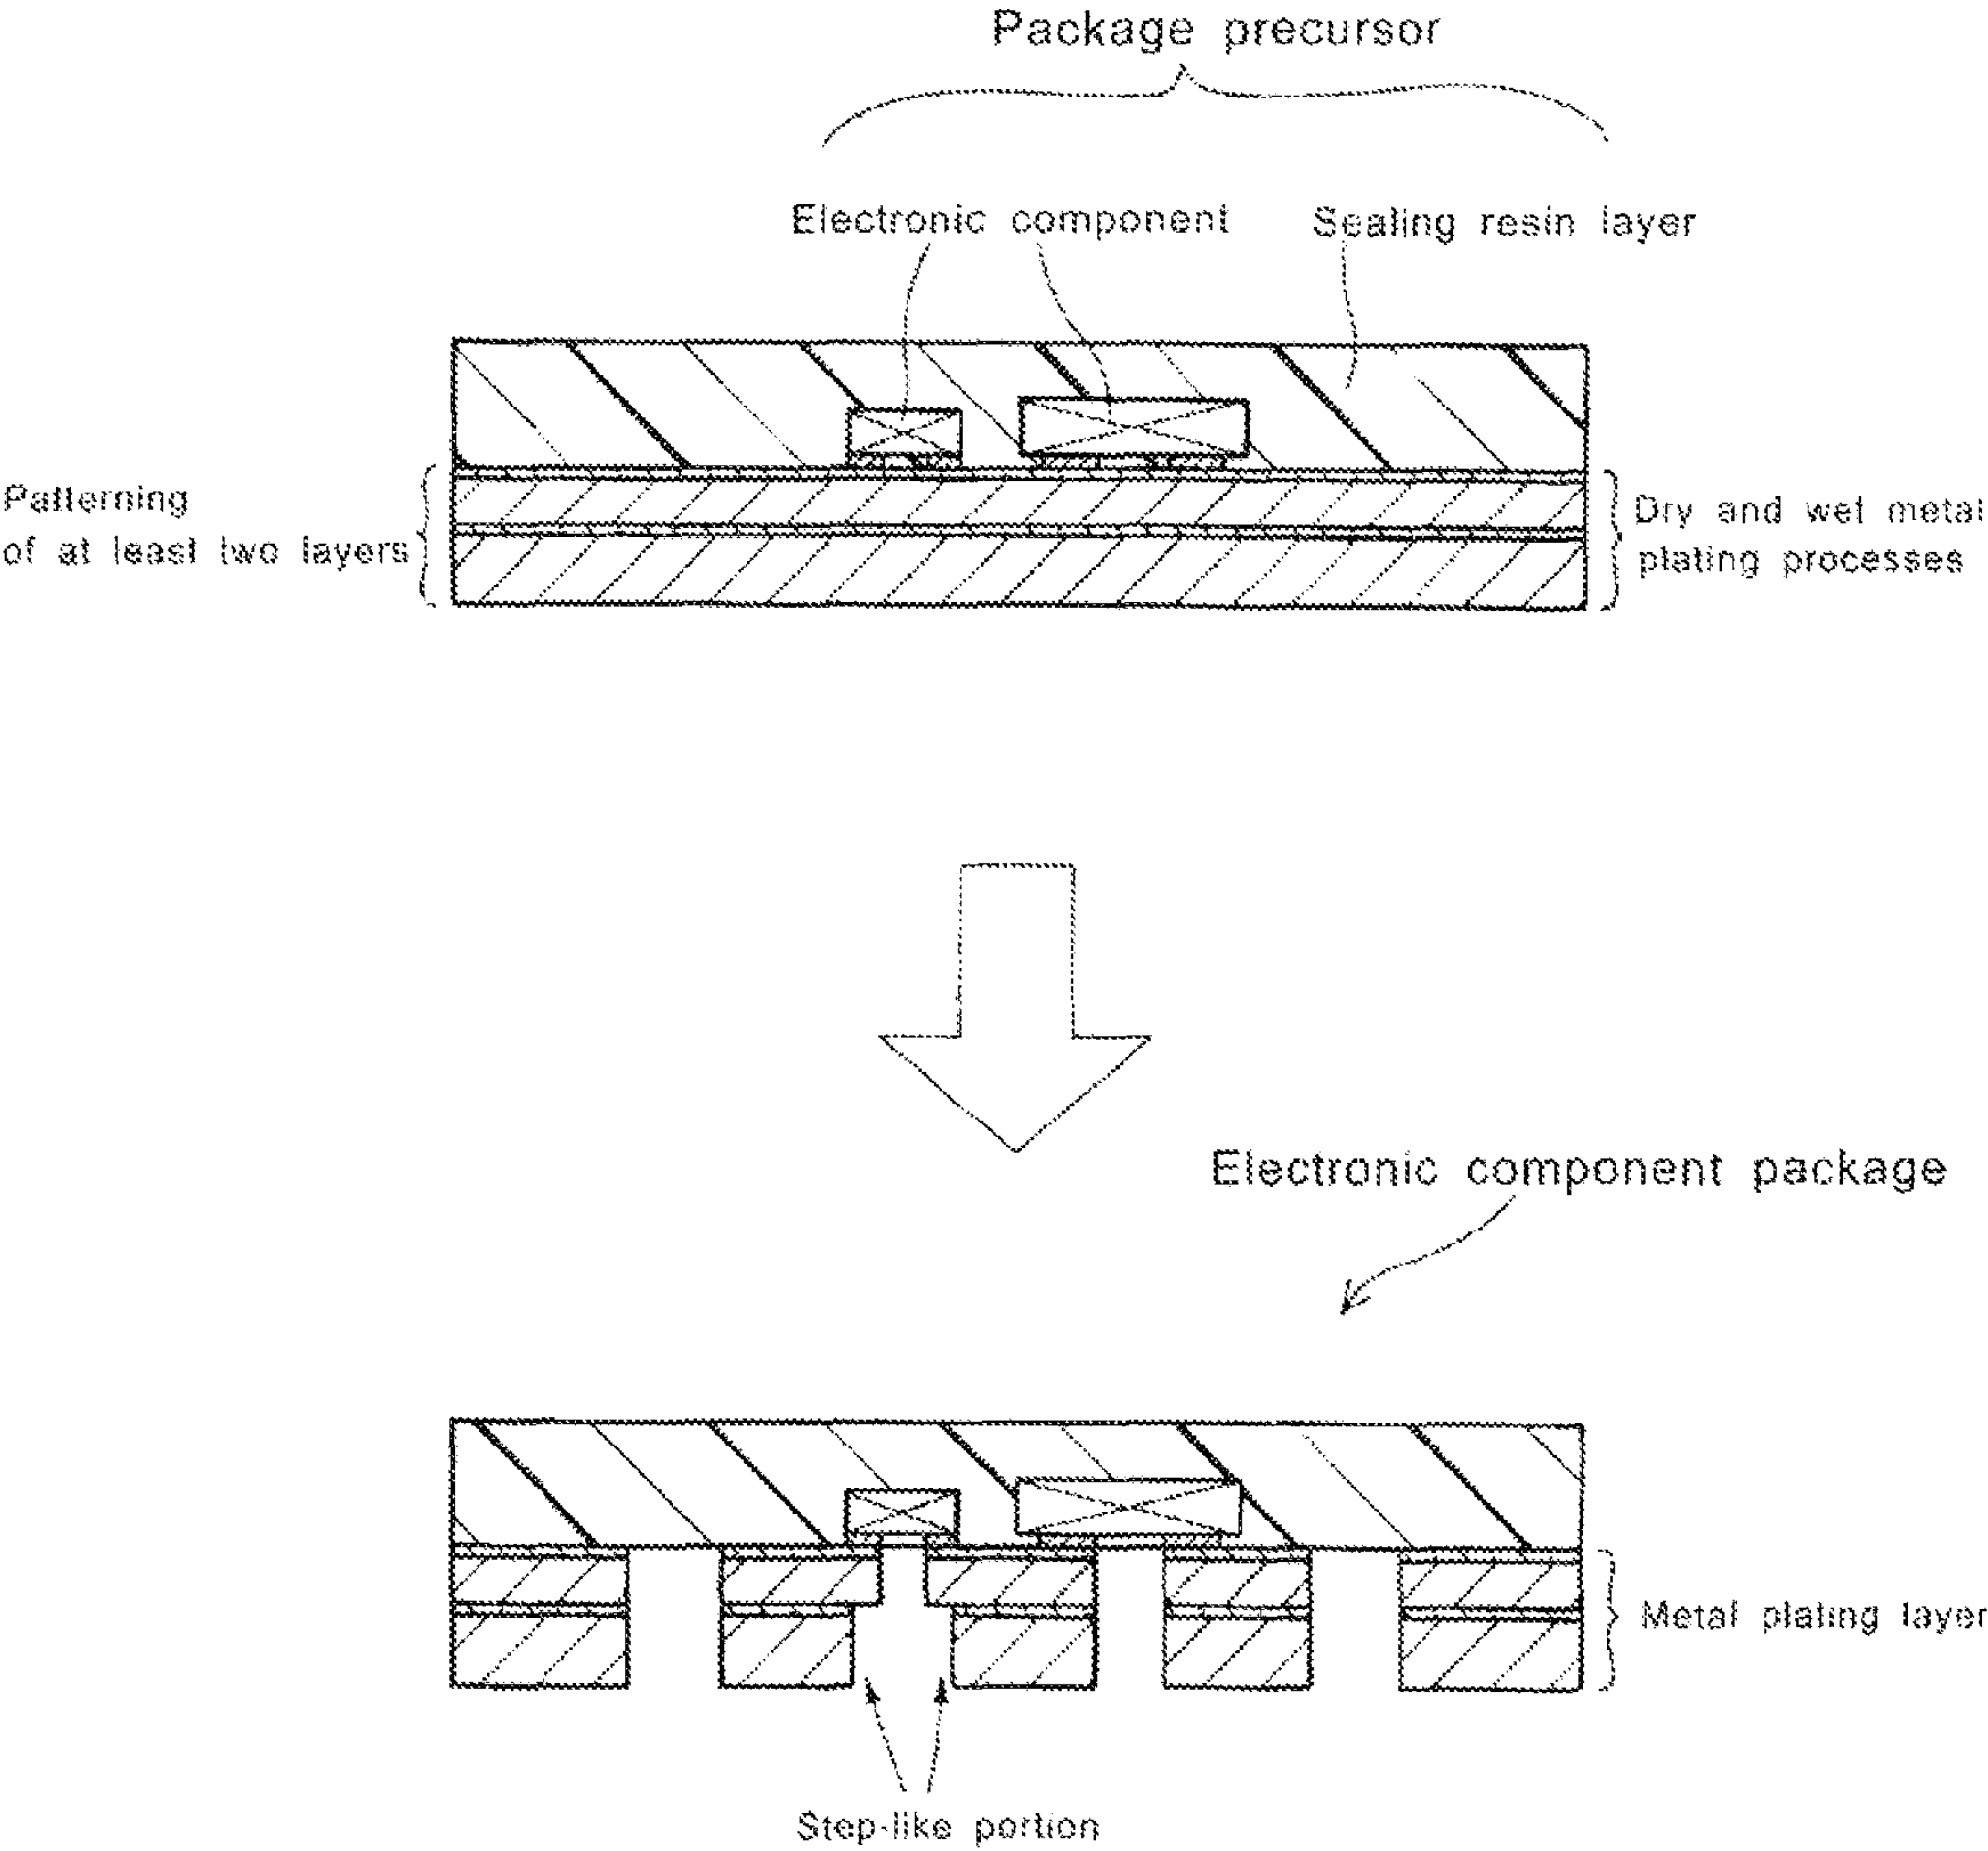 Package precursor
Electronic component
Sealing resin layer
Patterning
of at least two layers
Dry and wet metal
plating processes
Electronic component package
Metal plating layer
Step-like portion